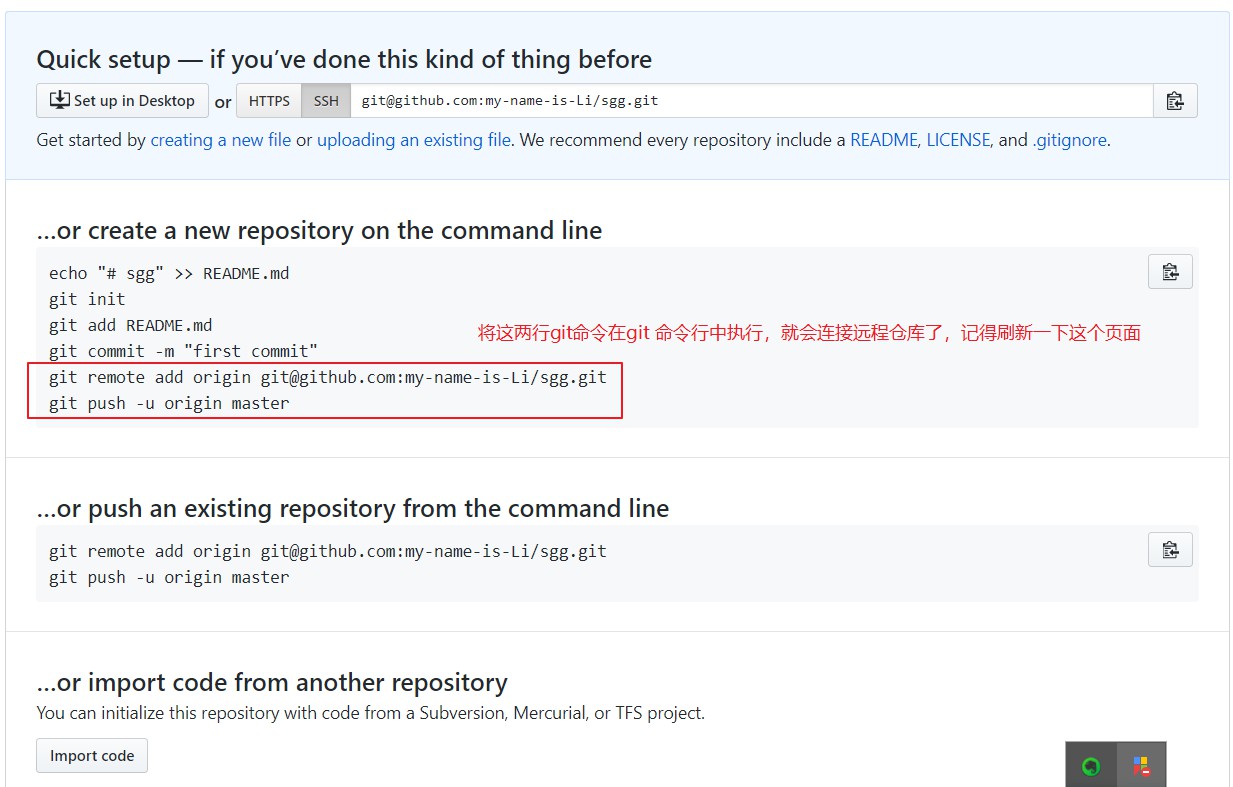 Quick setup — if you’ve done this kind of thing before
Set up in Desktop or HTTPS SSH git@github.com:my-name-is-Li/sgg.git
Get started by creating a new file or uploading an existing file. We recommend every repository include a README, LICENSE, and .gitignore.
…or create a new repository on the command line
echo "# sgg" >> README.md
git init
git add README.md
将这两行git命令在git 命令行中执行，就会连接远程仓库了，记得刷新一下这个页面
git commit -m "first commit"
git remote add origin git@github.com:my-name-is-Li/sgg.git
git push -u origin master
…or push an existing repository from the command line
git remote add origin git@github.com:my-name-is-Li/sgg.git
git push -u origin master
…or import code from another repository
You can initialize this repository with code from a Subversion, Mercurial, or TFS project.
Import code